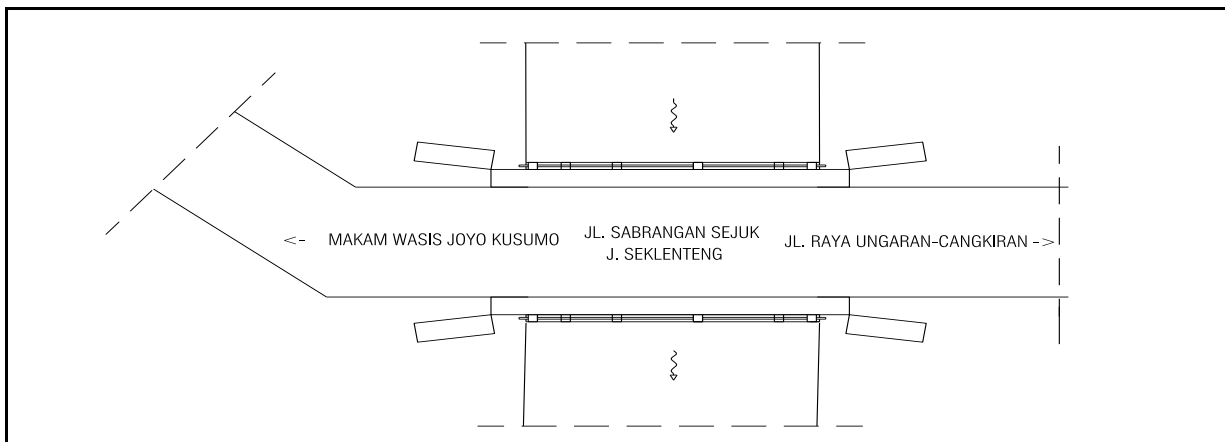 <- MAKAM WASIS JOYO KUSUMO
JL. SABRANGAN SEJUK
J. SEKLENTENG
JL. RAYA UNGARAN-CANGKIRAN ->